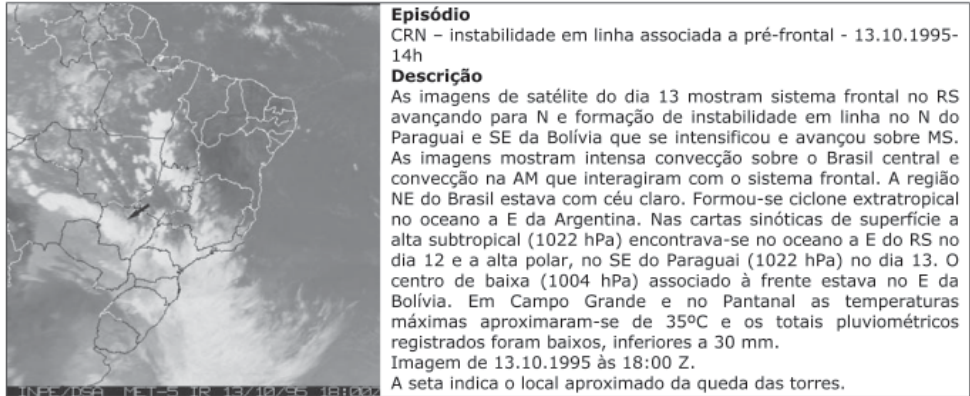 Episódio
CRN – instabilidade em linha associada a pré-frontal - 13.10.1995-
14h
Descrição
As imagens de satélite do dia 13 mostram sistema frontal no RS
avançando para N e formação de instabilidade em linha no N do
Paraguai e SE da Bolívia que se intensificou e avançou sobre MS.
As imagens mostram intensa convecção sobre o Brasil central e
convecção na AM que interagiram com o sistema frontal. A região
NE do Brasil estava com céu claro. Formou-se ciclone extratropical
no oceano a E da Argentina. Nas cartas sinóticas de superfície a
alta subtropical (1022 hPa) encontrava-se no oceano a E do RS no
dia 12 e a alta polar, no SE do Paraguai (1022 hPa) no dia 13. O
centro de baixa (1004 hPa) associado à frente estava no E da
Bolívia. Em Campo Grande e no Pantanal as temperaturas
máximas aproximaram-se de 35ºC e os totais pluviométricos
registrados foram baixos, inferiores a 30 mm.
Imagem de 13.10.1995 às 18:00 Z.
A seta indica o local aproximado da queda das torres.
INPE/DSA MET-5 IR 13/10/95 18:00Z